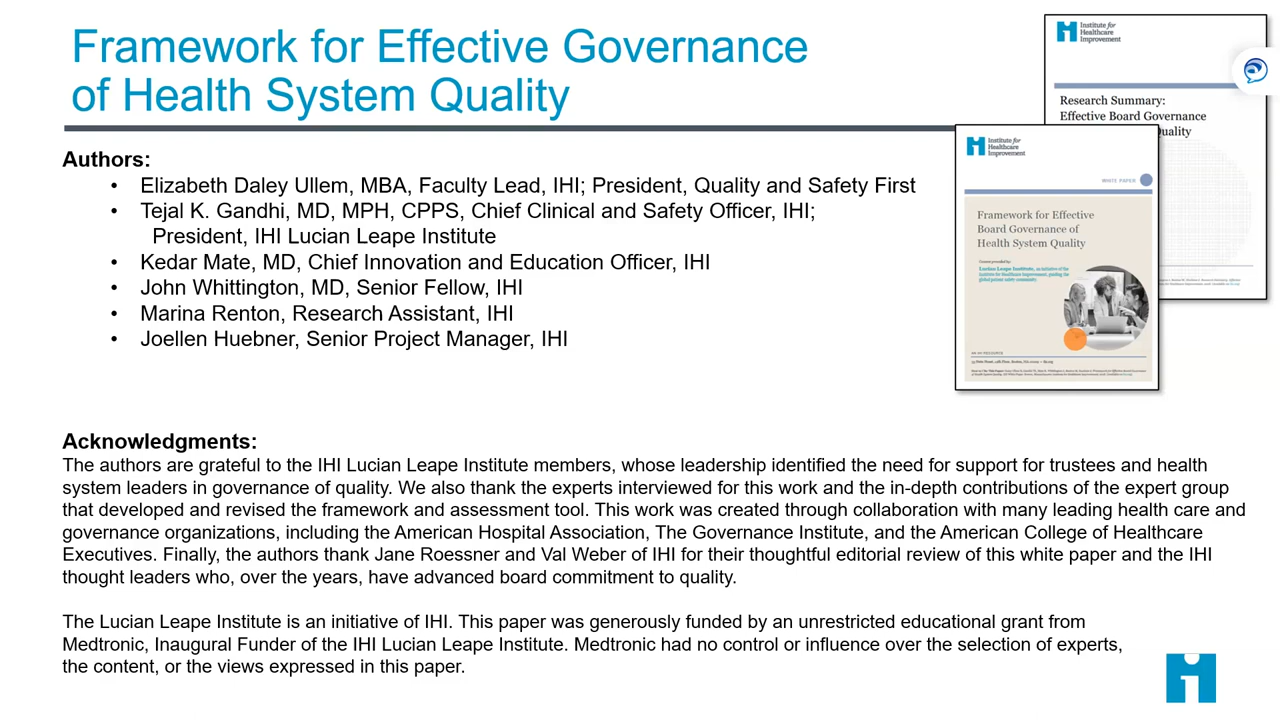 Framework for Effective Governance
of Health System Quality
Institute for
Healthcare
Improvement
Research Summary:
Effective Board Governance
Quality
Institute for
Healthcare
Improvement
WHITE PAPER
Framework for Effective
Board Governance of
Health System Quality
Authors:
• Elizabeth Daley Ullem, MBA, Faculty Lead, IHI; President, Quality and Safety First
• Tejal K. Gandhi, MD, MPH, CPPS, Chief Clinical and Safety Officer, IHI;
President, IHI Lucian Leape Institute
• Kedar Mate, MD, Chief Innovation and Education Officer, IHI
• John Whittington, MD, Senior Fellow, IHI
• Marina Renton, Research Assistant, IHI
• Joellen Huebner, Senior Project Manager, IHI
Acknowledgments:
The authors are grateful to the IHI Lucian Leape Institute members, whose leadership identified the need for support for trustees and health
system leaders in governance of quality. We also thank the experts interviewed for this work and the in-depth contributions of the expert group
that developed and revised the framework and assessment tool. This work was created through collaboration with many leading health care and
governance organizations, including the American Hospital Association, The Governance Institute, and the American College of Healthcare
Executives. Finally, the authors thank Jane Roessner and Val Weber of IHI for their thoughtful editorial review of this white paper and the IHI
thought leaders who, over the years, have advanced board commitment to quality.
The Lucian Leape Institute is an initiative of IHI. This paper was generously funded by an unrestricted educational grant from
Medtronic, Inaugural Funder of the IHI Lucian Leape Institute. Medtronic had no control or influence over the selection of experts,
the content, or the views expressed in this paper.